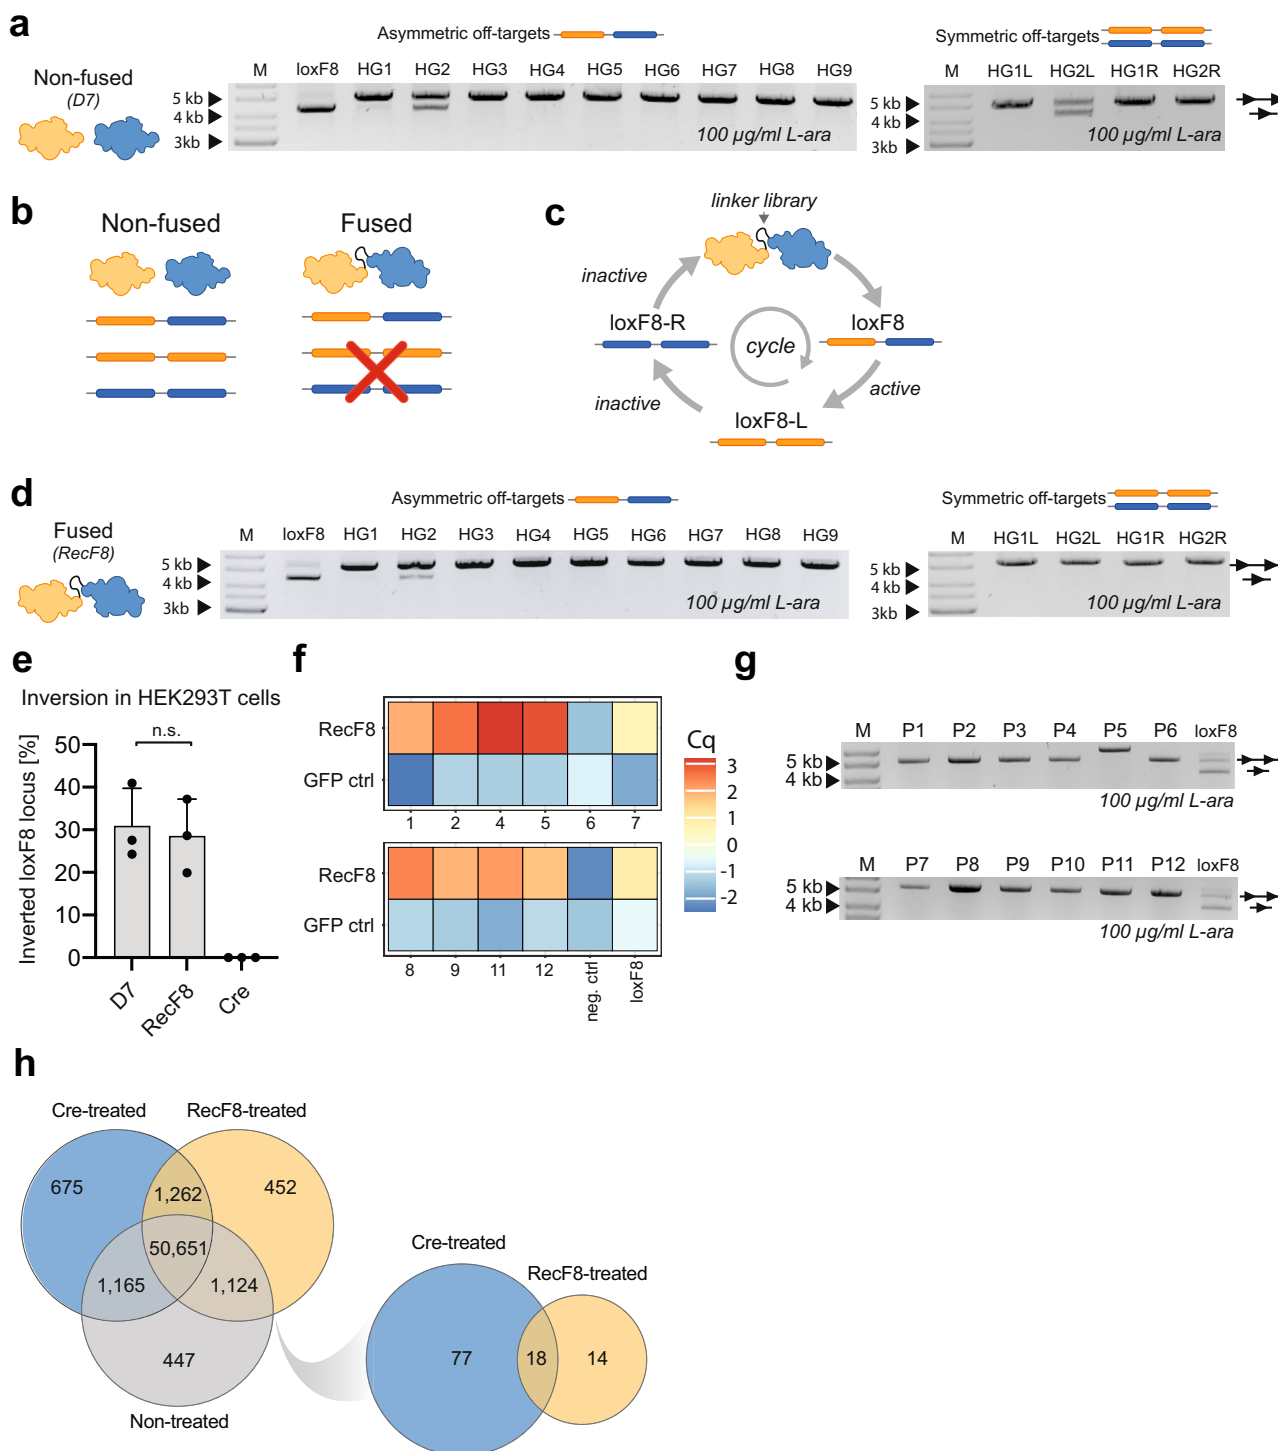 a
Asymmetric off-targets
Symmetric off-targets
Non-fused
(D7)
M loxF8 HG1 HG2 HG3 HG4 HG5 HG6 HG7 HG8 HG9
5 kb
4 kb
3kb
100 µg/ml L-ara
M HG1L HG2L HG1R HG2R
5 kb
4 kb
3kb
100 µg/ml L-ara
b
Non-fused Fused
c
linker library
inactive
loxF8-R
loxF8
cycle
inactive
active
loxF8-L
d
Asymmetric off-targets
Symmetric off-targets
Fused
(RecF8)
M loxF8 HG1 HG2 HG3 HG4 HG5 HG6 HG7 HG8 HG9
5 kb
4 kb
3kb
100 µg/ml L-ara
M HG1L HG2L HG1R HG2R
5 kb
4 kb
3kb
100 µg/ml L-ara
e
Inversion in HEK293T cells
n.s.
Inverted loxF8 locus [%]
50
40
30
20
10
0
D7 RecF8 Cre
f
RecF8
GFP ctrl
1 2 4 5 6 7
RecF8
GFP ctrl
8 9 11 12 neg. ctrl loxF8
Cq
3
2
1
0
-1
-2
g
M P1 P2 P3 P4 P5 P6 loxF8
5 kb
4 kb
100 µg/ml L-ara
M P7 P8 P9 P10 P11 P12 loxF8
5 kb
4 kb
100 µg/ml L-ara
h
Cre-treated RecF8-treated
675 1,262 452
50,651
1,165 1,124
447
Non-treated
Cre-treated
RecF8-treated
77 18 14